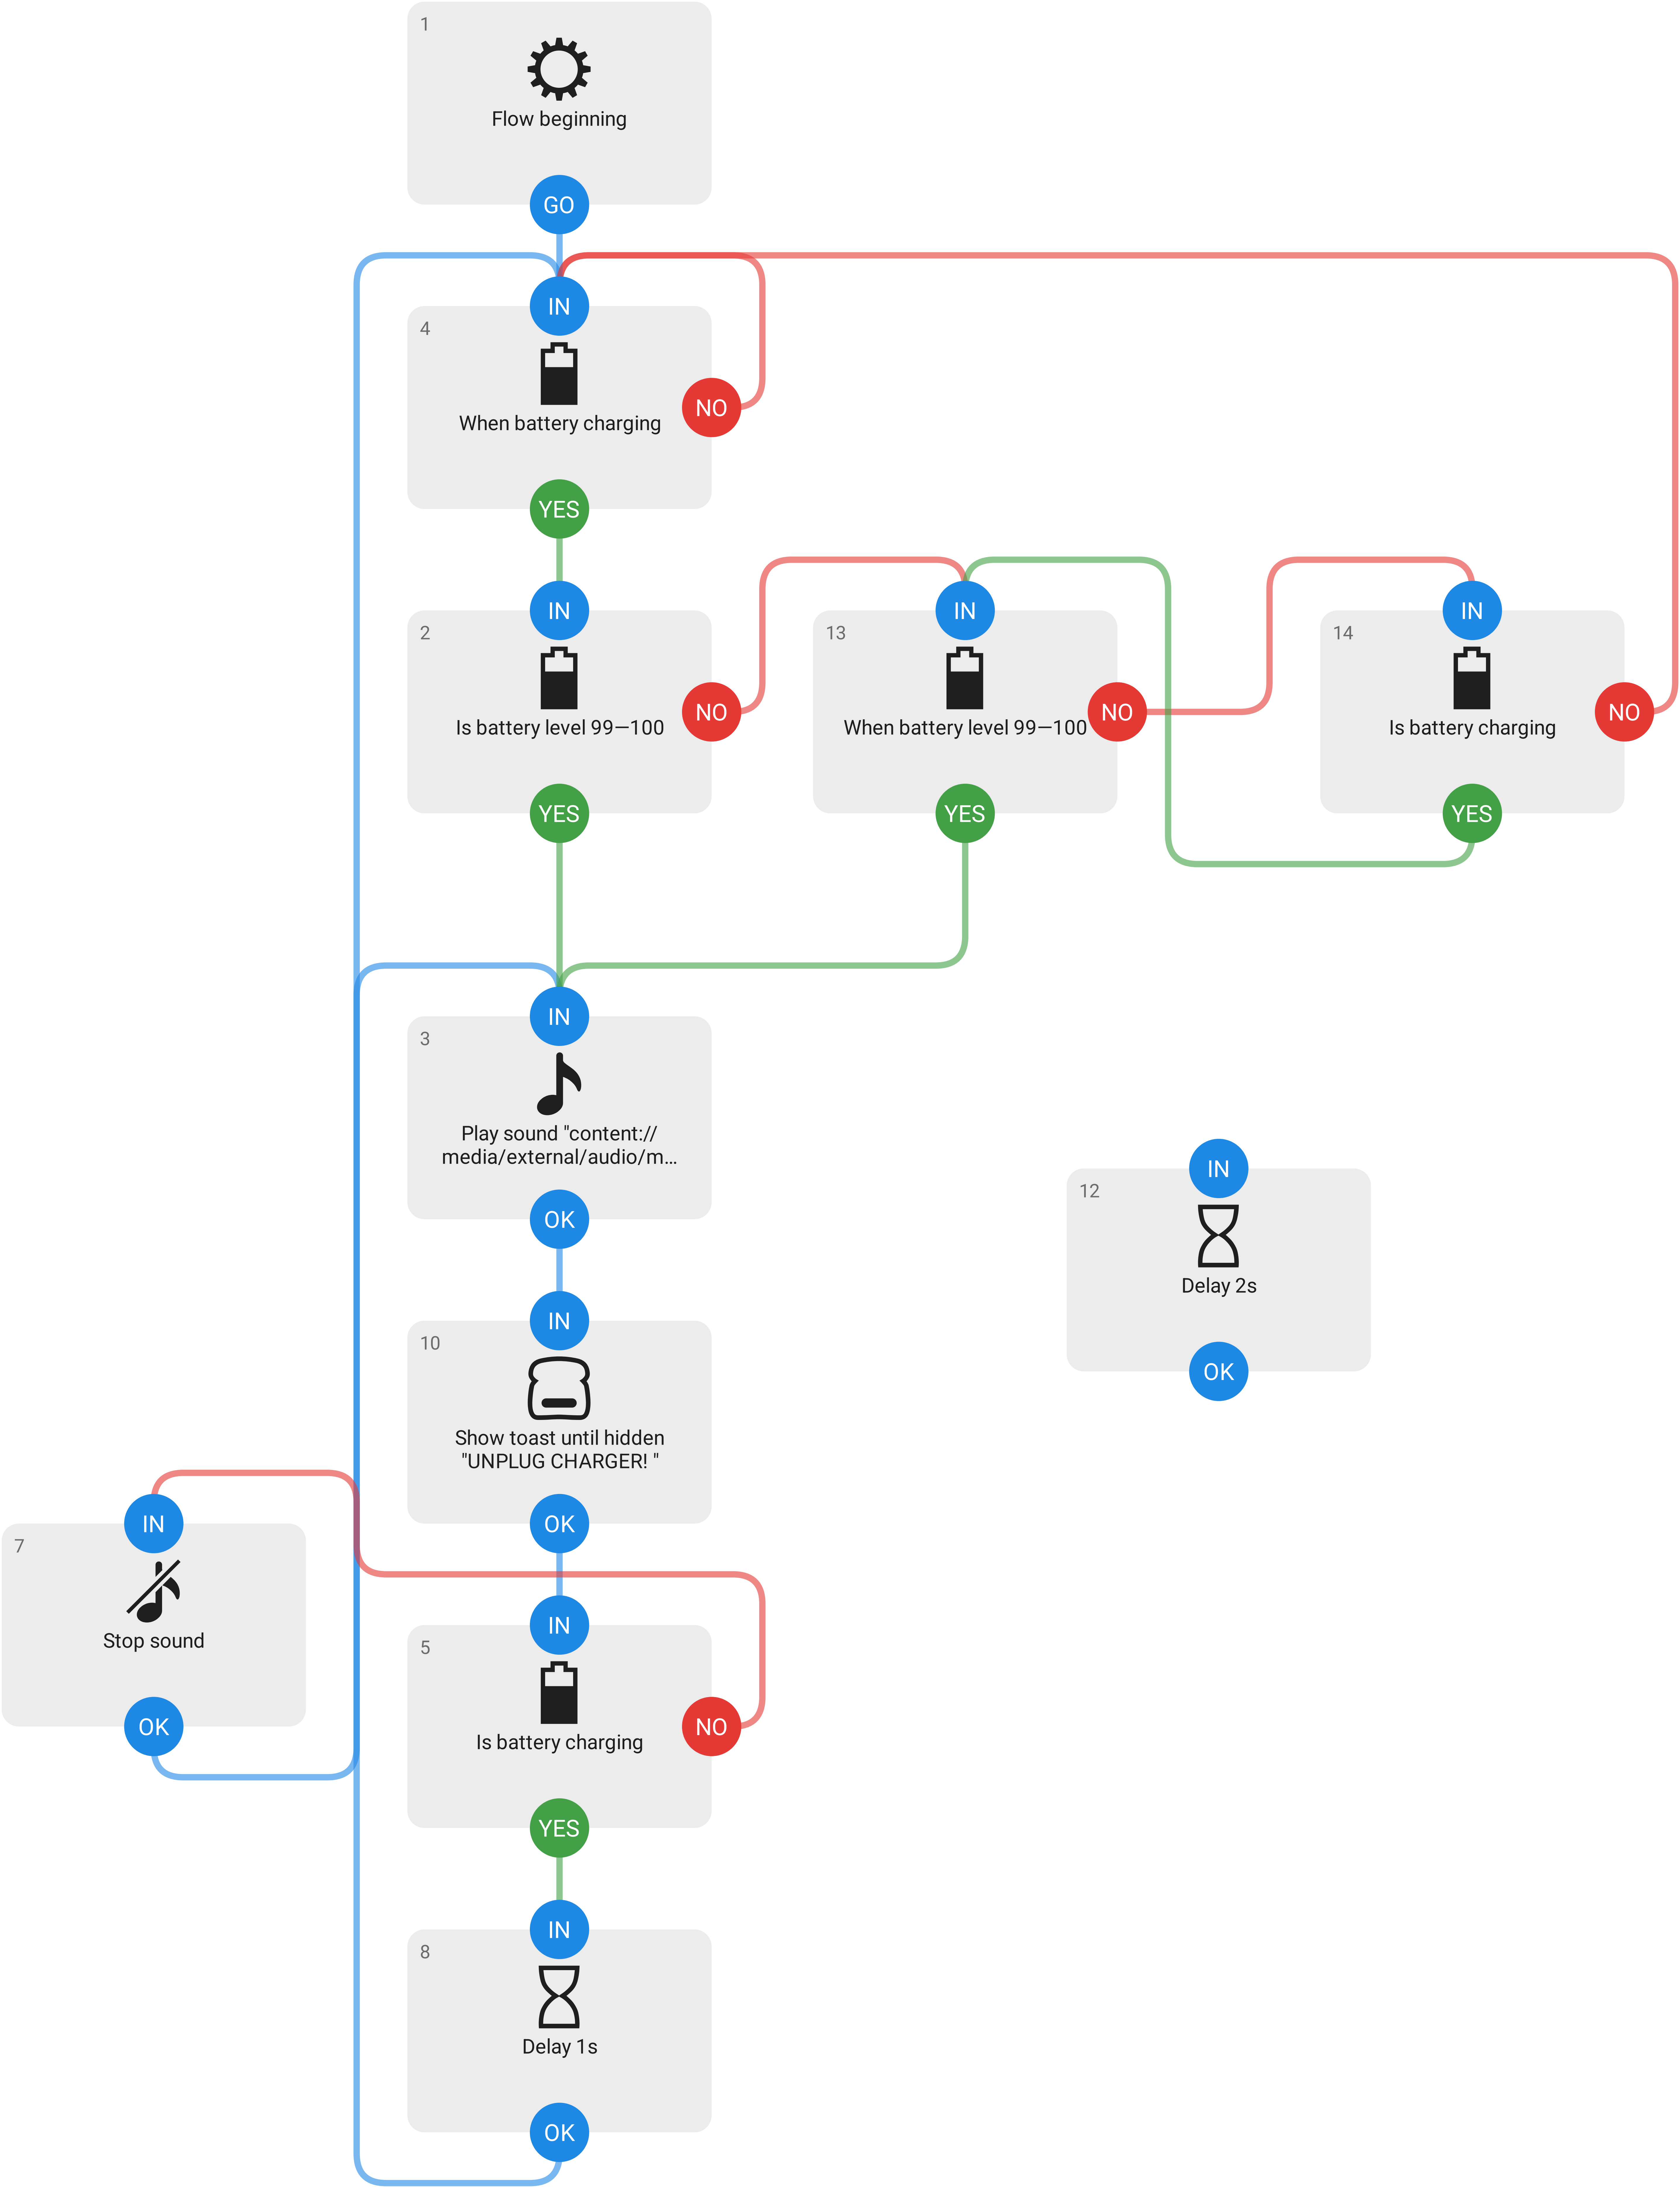 1
Flow beginning
GO
IN
4
When battery charging
NO
YES
IN
2
Is battery level 99—100
NO
YES
IN
13
When battery level 99—100
NO
YES
IN
14
Is battery charging
NO
YES
IN
3
Play sound "content://
media/external/audio/m...
OK
IN
12
Delay 2s
OK
IN
10
Show toast until hidden
"UNPLUG CHARGER! "
OK
IN
7
Stop sound
OK
IN
5
Is battery charging
NO
YES
IN
8
Delay 1s
OK